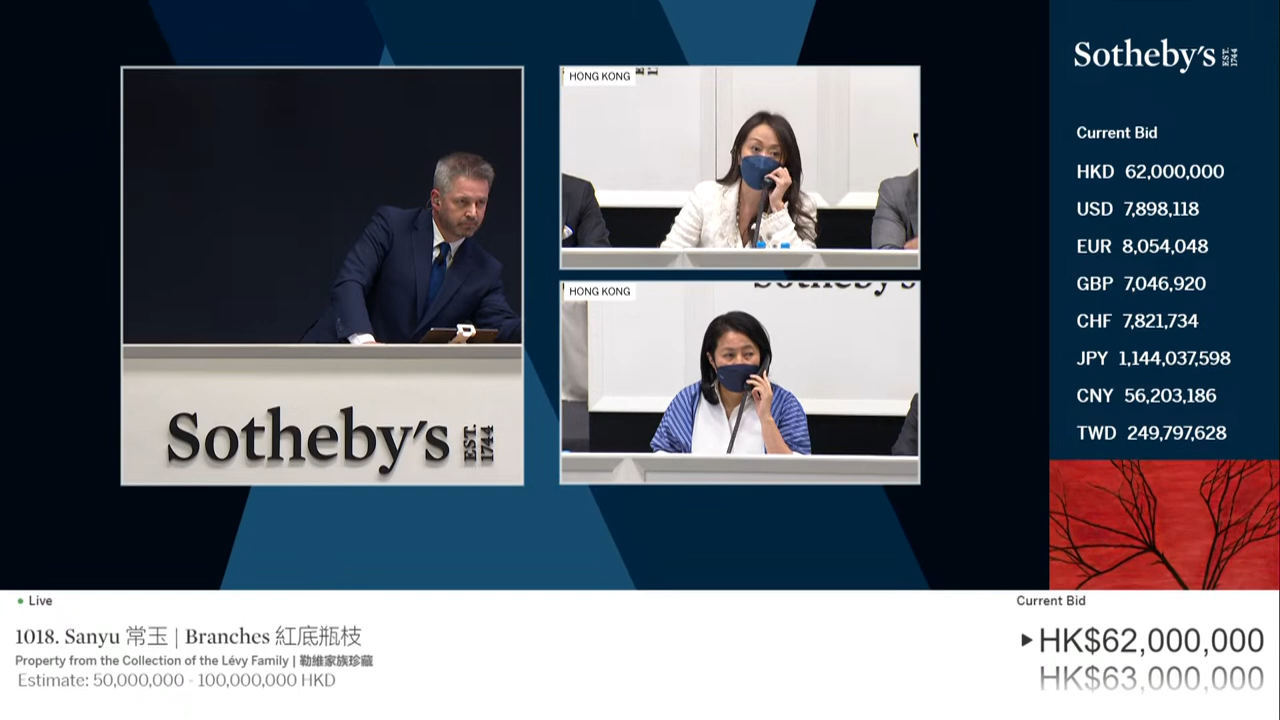 HONG KONG
Sotheby's EST. 1744
HONG KONG
Sotheby's
Sotheby's EST. 1744
Current Bid
HKD 62,000,000
USD 7,898,118
EUR 8,054,048
GBP 7,046,920
CHF 7,821,734
JPY 1,144,037,598
CNY 56,203,186
TWD 249,797,628
Live
1018. Sanyu 常玉 | Branches 紅底瓶枝
Property from the Collection of the Lévy Family | 勒維家族珍藏
Estimate: 50,000,000 - 100,000,000 HKD
Current Bid
HK$62,000,000
HK$63,000,000